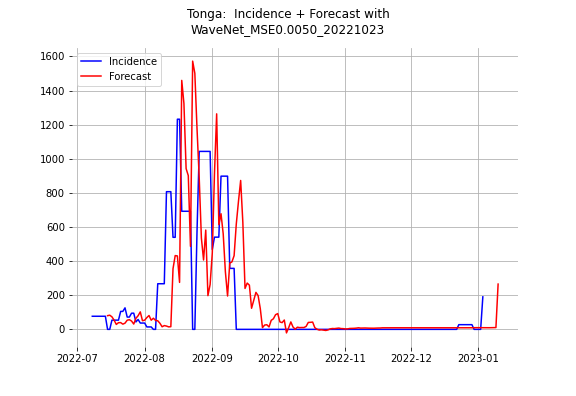 Tonga:  Incidence + Forecast with
WaveNet_MSE0.0050_20221023
Incidence
Forecast
1600
1400
1200
1000
800
600
400
200
0
2022-07 2022-08 2022-09 2022-10 2022-11 2022-12 2023-01